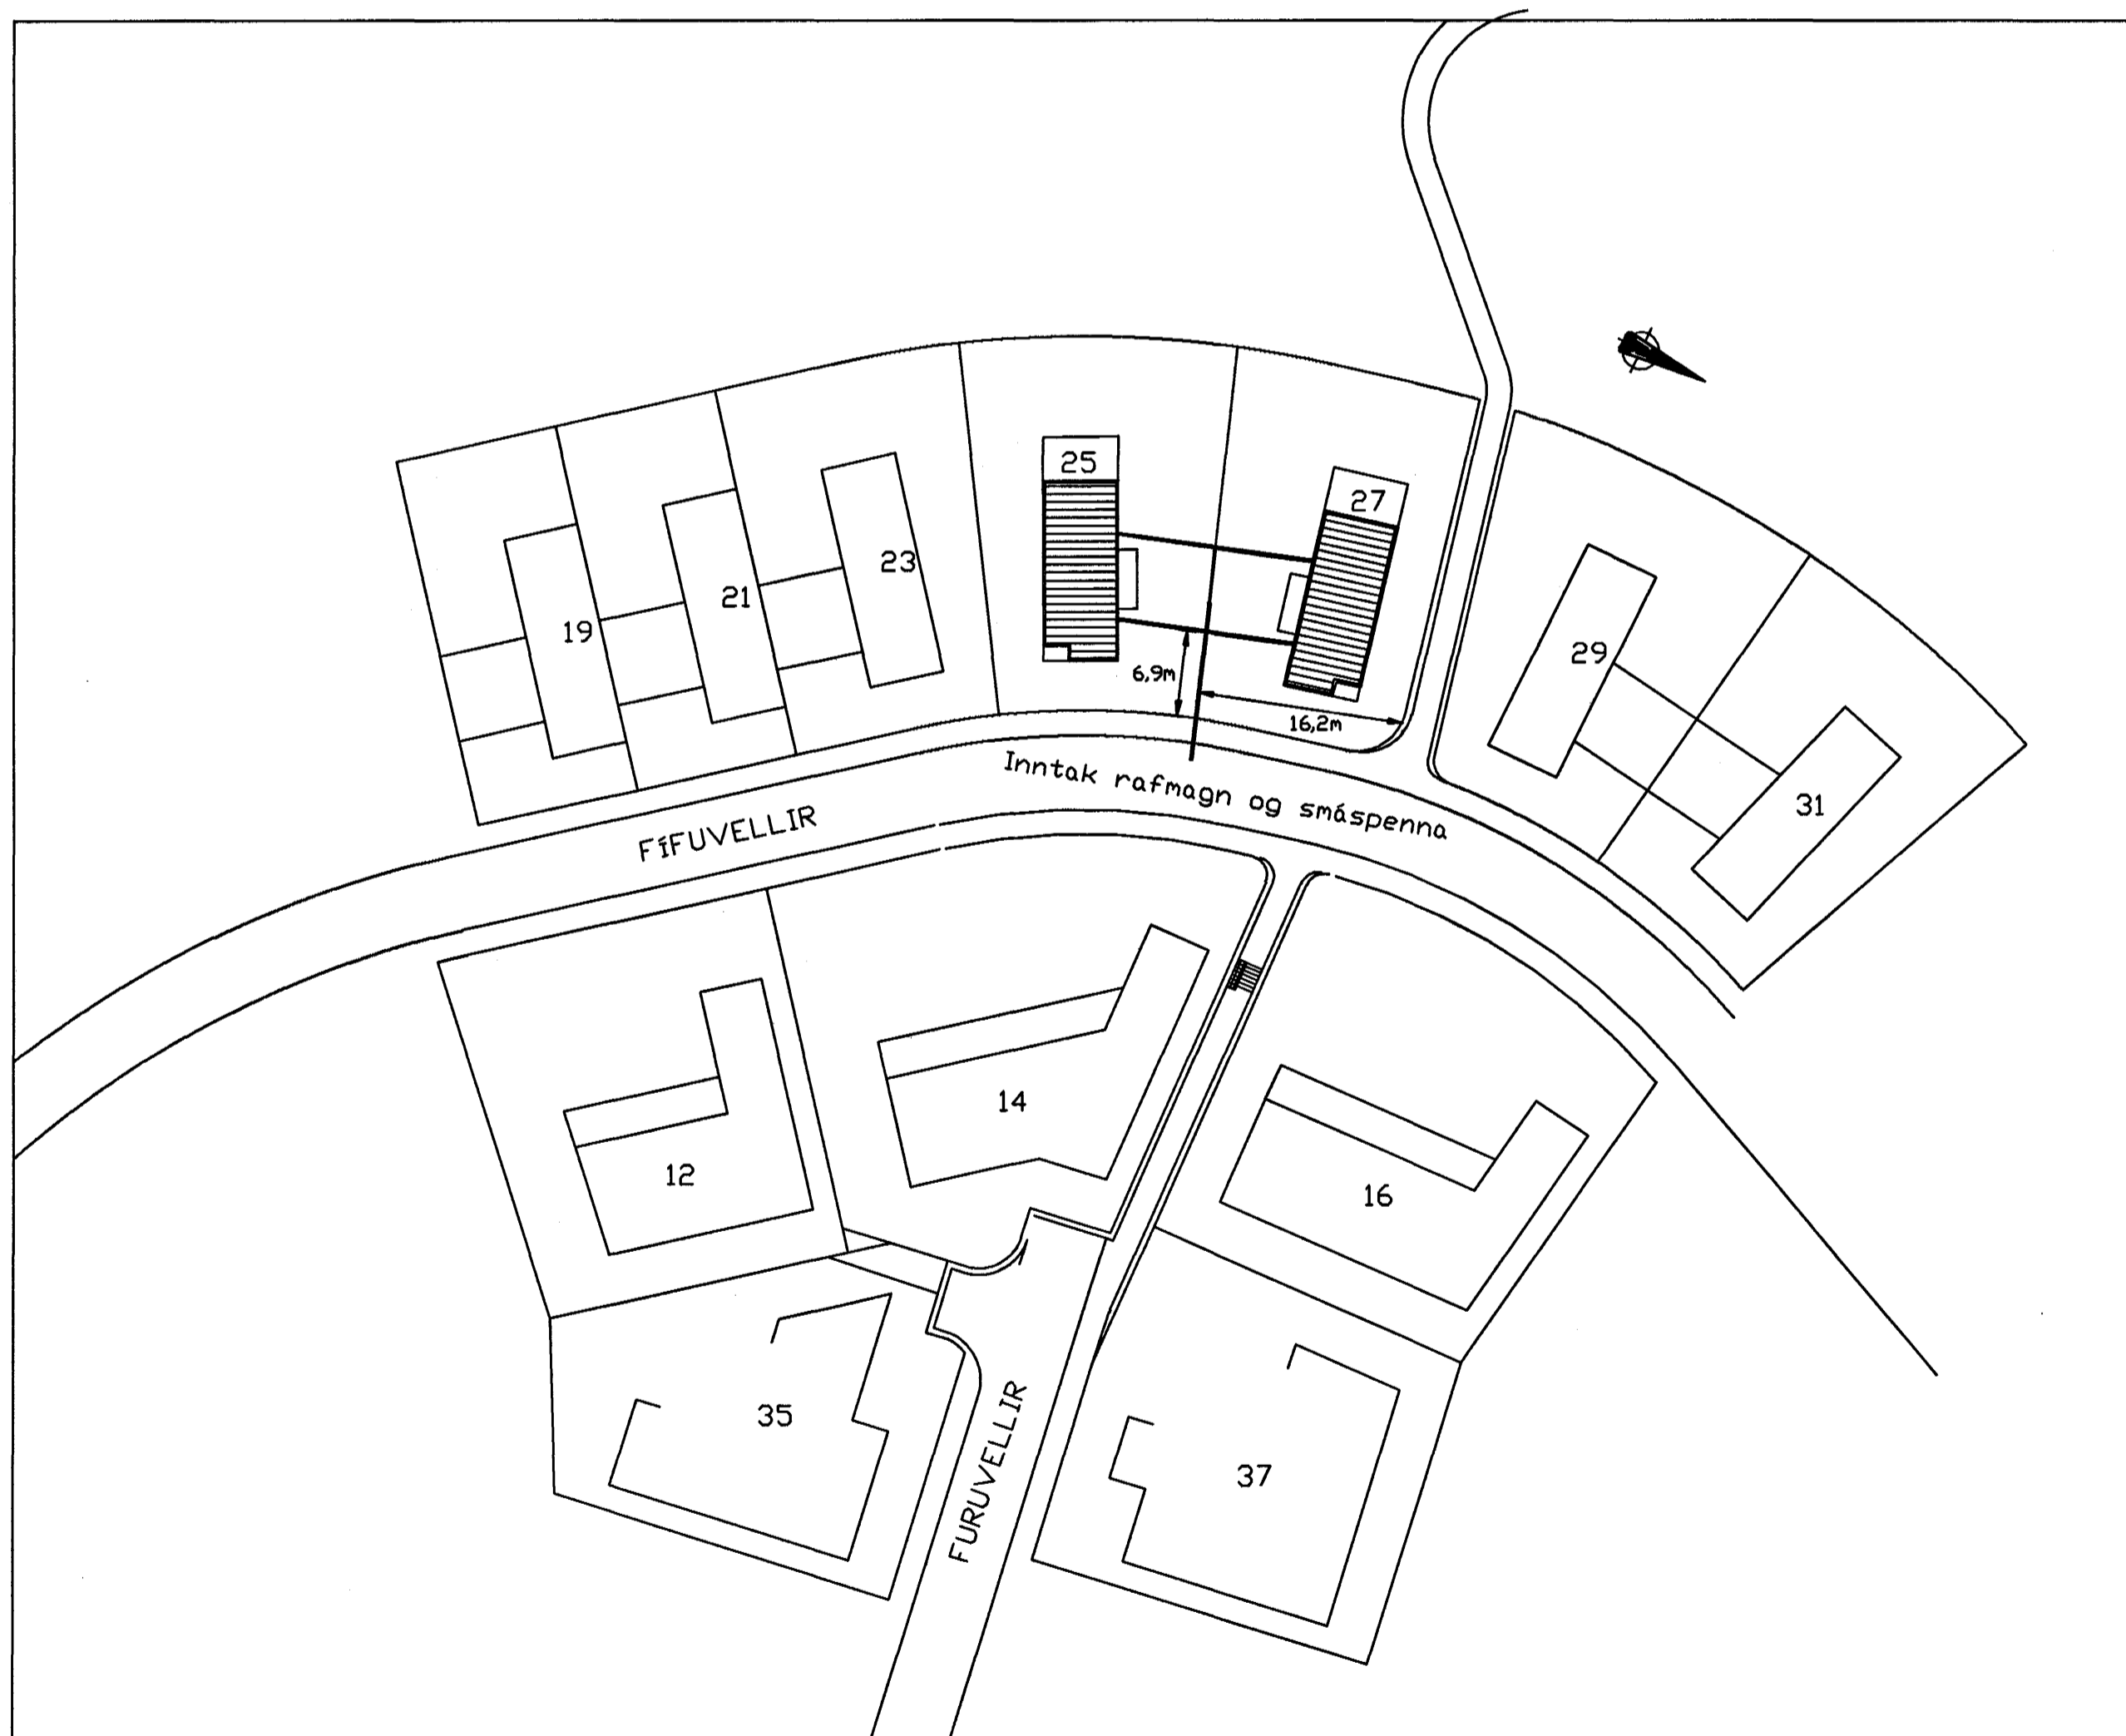 25
27
23
21
19
29
6,9m
16,2m
31
Inntak rafmagn og smáspenna
FÍFUVELLIR
14
12
16
35
37
FURUVELLIR